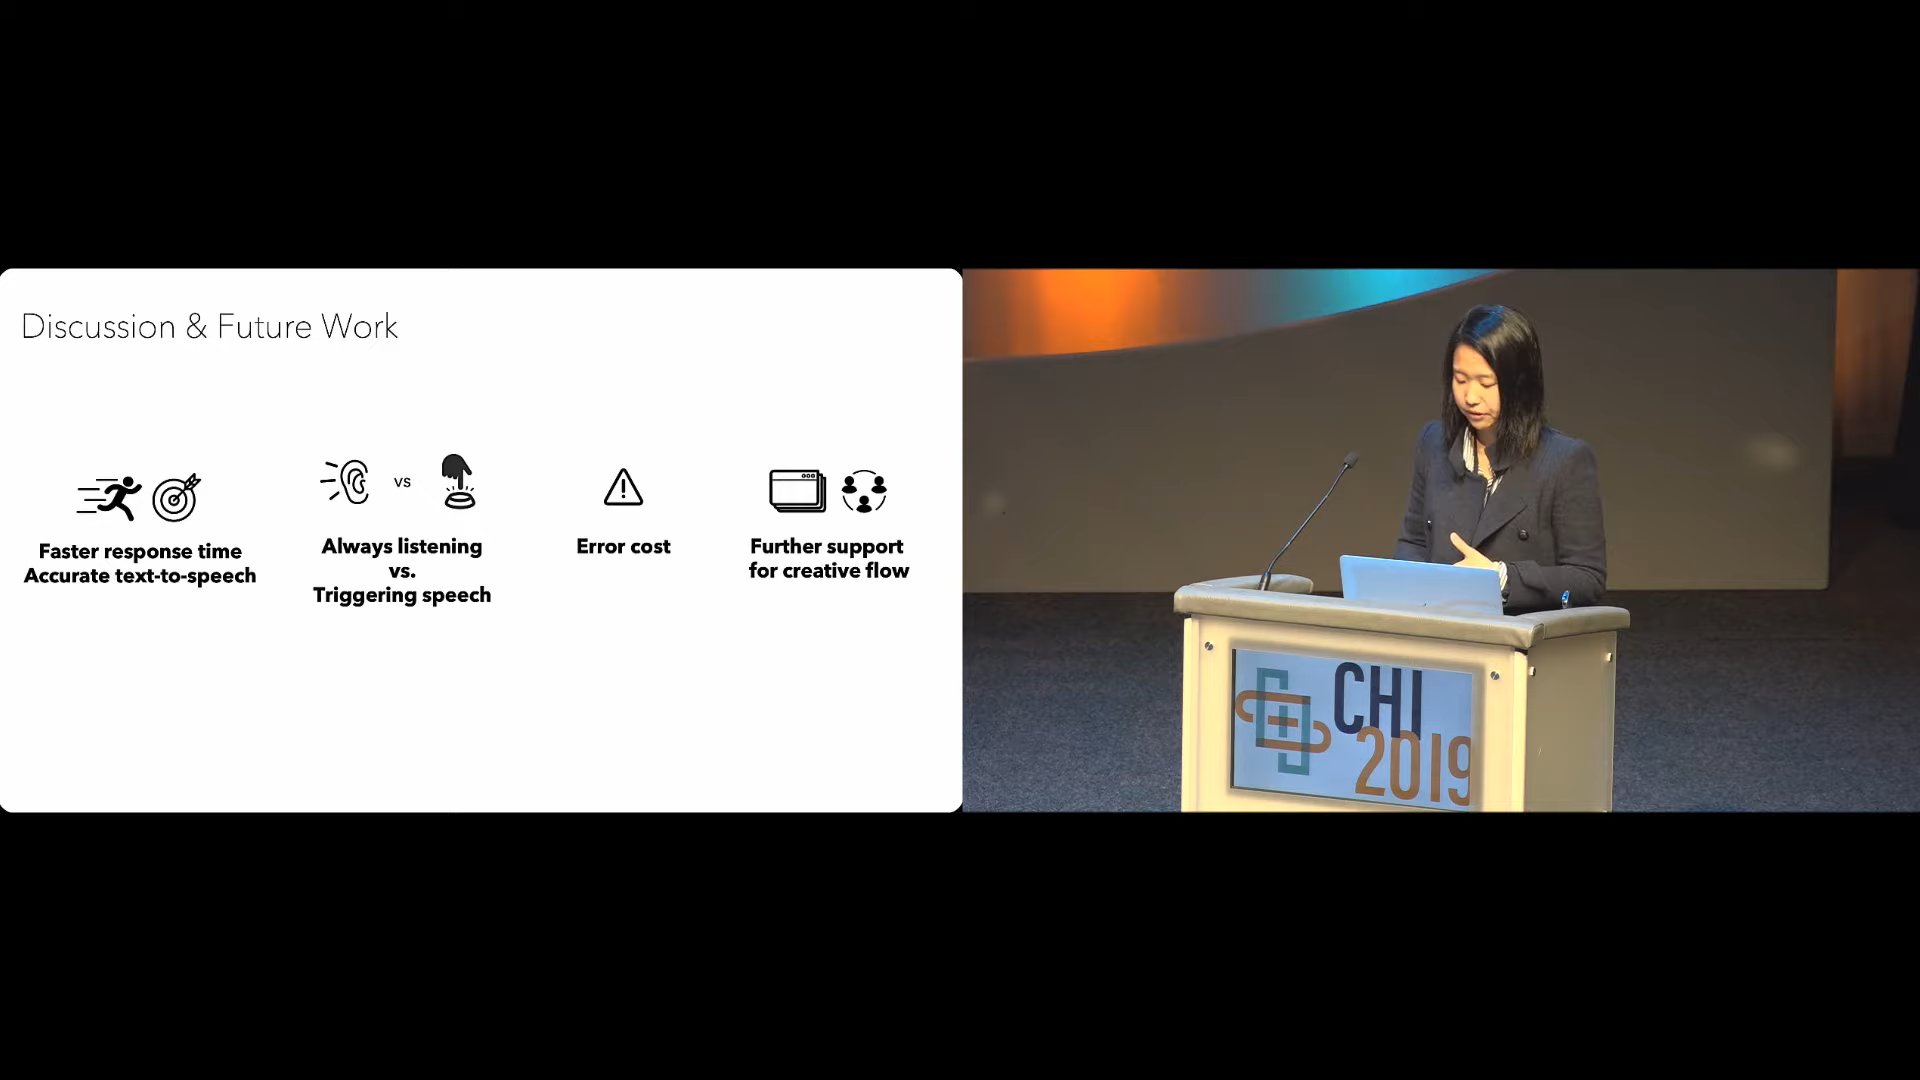 Discussion & Future Work
vs
Faster response time
Accurate text-to-speech
Always listening
vs.
Triggering speech
Error cost
Further support
for creative flow
CHI
2019